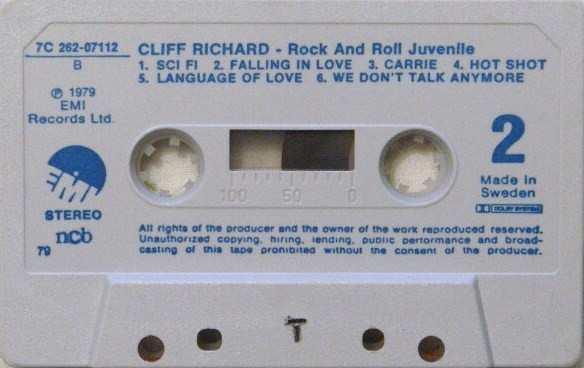 7C 262-07112
B
CLIFF RICHARD - Rock And Roll Juvenile
1. SCI FI 2. FALLING IN LOVE 3. CARRIE 4. HOT SHOT
5. LANGUAGE OF LOVE 6. WE DON'T TALK ANYMORE
℗ 1979
EMI
Records Ltd.
EMI
STEREO
ncb
79
100 50 0
2
Made in
Sweden
DOLBY SYSTEM
All rights of the producer and the owner of the work reproduced reserved.
Unauthorized copying, hiring, lending, public performance and broad-
casting of this tape prohibited without the consent of the producer.
T